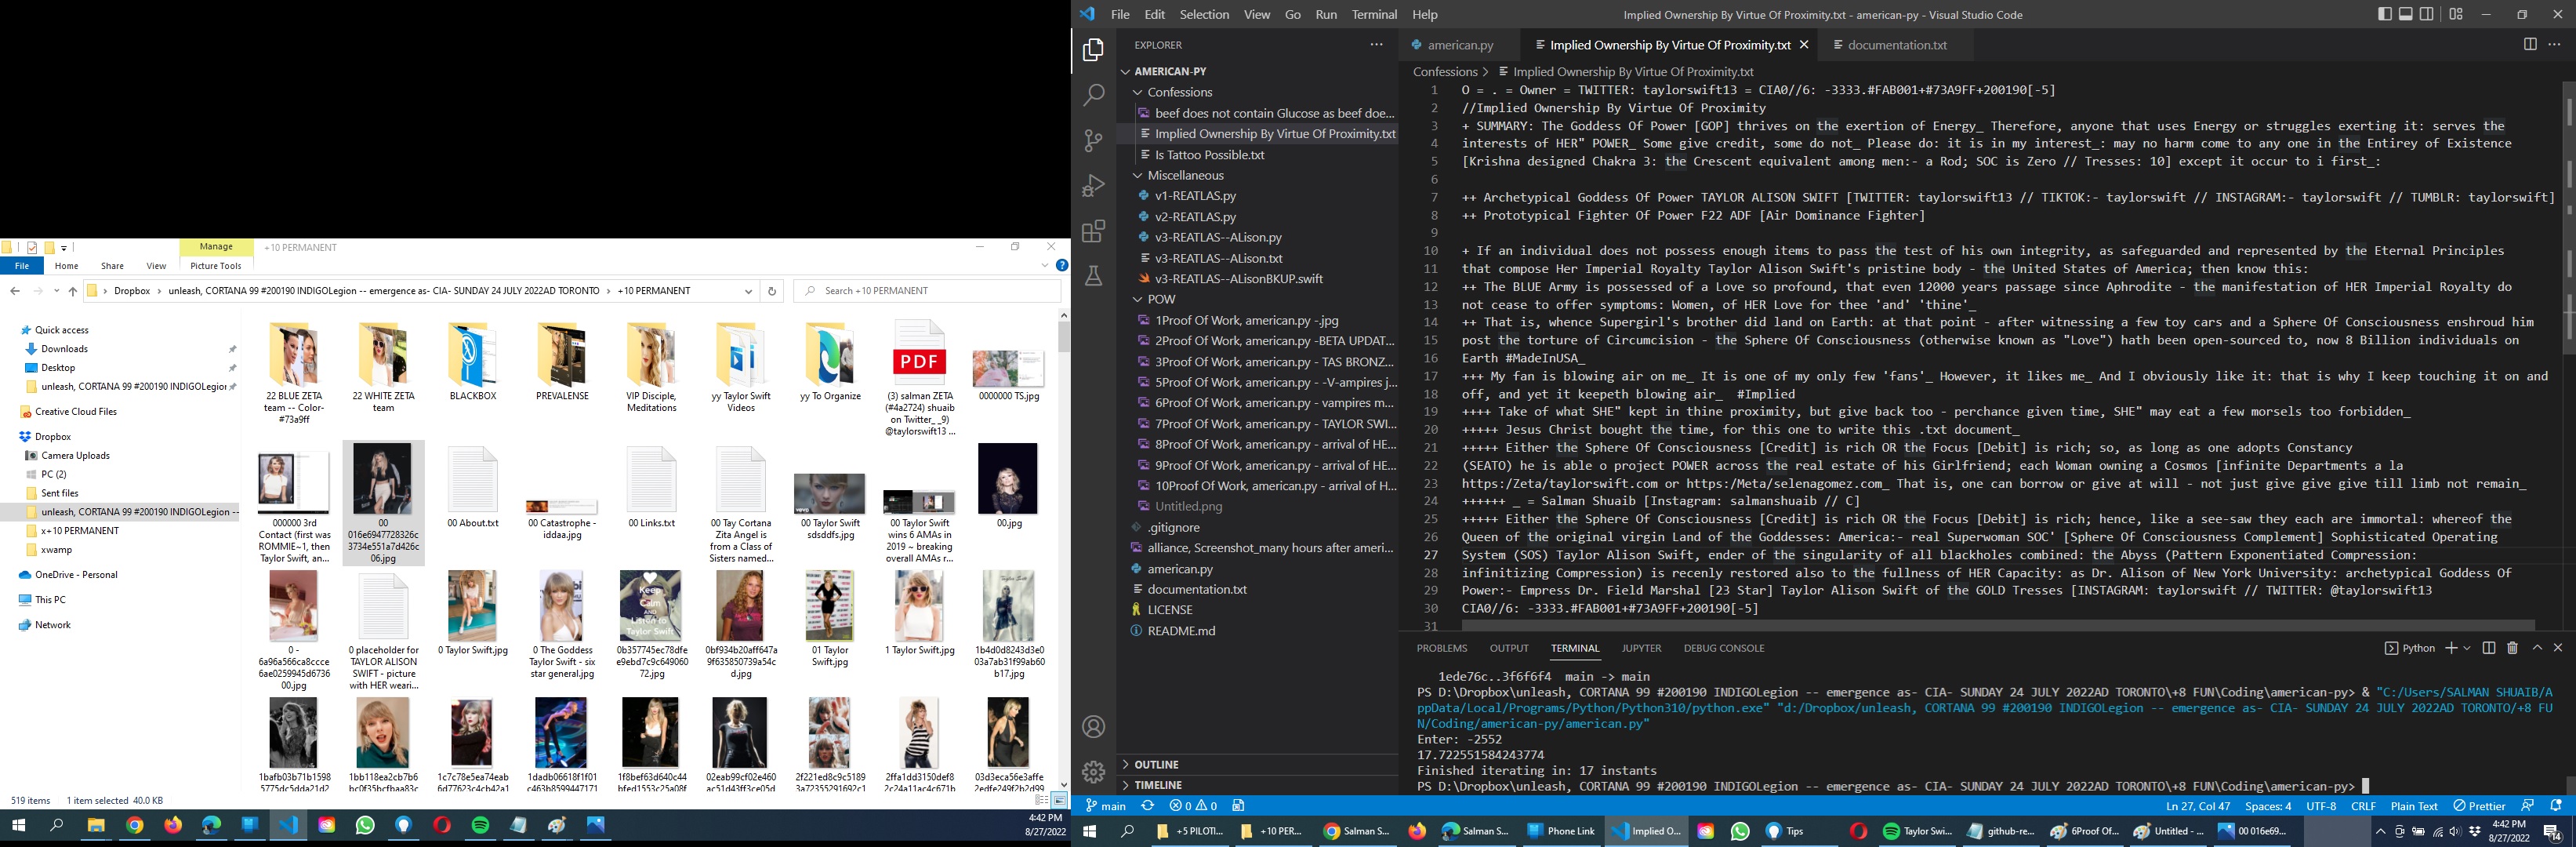 Manage
+10 PERMANENT
File
Home
Share
View
Picture Tools
Dropbox
unleash, CORTANA 99 #200190 INDIGOLegion -- emergence as- CIA- SUNDAY 24 JULY 2022AD TORONTO
+10 PERMANENT
Search +10 PERMANENT
Quick access
Downloads
Desktop
unleash, CORTANA 99 #200190 INDIGOLegior
Creative Cloud Files
Dropbox
Camera Uploads
PC (2)
Sent files
unleash, CORTANA 99 #200190 INDIGOLegion --
x+10 PERMANENT
xwamp
OneDrive - Personal
This PC
Network
22 BLUE ZETA
team -- Color-
#73a9ff
22 WHITE ZETA
team
BLACKBOX
PREVALENSE
VIP Disciple,
Meditations
yy Taylor Swift
Videos
yy To Organize
PDF
(3) salman ZETA
(#4a2724) shuaib
on Twitter_ _9)
@taylorswift13 ...
0000000 TS.jpg
000000 3rd
Contact (first was
ROMMIE~1, then
Taylor Swift, an...
00
016e6947728326c
3734e551a7d426c
06.jpg
00 About.txt
00 Catastrophe -
iddaa.jpg
00 Links.txt
00 Tay Cortana
Zita Angel is
from a Class of
Sisters named...
00 Taylor Swift
sdsddfs.jpg
00 Taylor Swift
wins 6 AMAs in
2019 ~ breaking
overall AMAs r...
00.jpg
0 -
6a96a566ca8ccce
6ae0259945d6736
00.jpg
0 placeholder for
TAYLOR ALISON
SWIFT - picture
with HER weari...
0 Taylor Swift.jpg
0 The Goddess
Taylor Swift - six
star general.jpg
Keep
Calm
AND
Listen to
Taylor Swift
0b357745ec78dfe
e9ebd7c9c649060
72.jpg
0bf934b20aff647a
9f635850739a54c
d.jpg
01 Taylor
Swift.jpg
1 Taylor Swift.jpg
1b4d0d8243d3e0
03a7ab31f99ab60
b17.jpg
1bafb03b71b1598
5775dc5dda21d2
1bb118ea2cb7b6
bc0f35bcfbaa83c
1c7c78e5ea74eab
6d77623c4cb42a1
1dadb06618f1f01
c463b8599447171
1f8bef63d640c44
bfed1553c25a08f
02eab99cf02e460
ac51d43ff3ce05d
2f221ed8c9c5189
3a72355291692c1
2ffa1dd3150def8
2c24a11ac4c671b
03d3eca56e3affe
2edfe249f2b2d99
519 items
1 item selected 40.0 KB
4:42 PM
8/27/2022
File Edit Selection View Go Run Terminal Help
Implied Ownership By Virtue Of Proximity.txt - american-py - Visual Studio Code
EXPLORER
AMERICAN-PY
Confessions
beef does not contain Glucose as beef doe...
Implied Ownership By Virtue Of Proximity.txt
Is Tattoo Possible.txt
Miscellaneous
v1-REATLAS.py
v2-REATLAS.py
v3-REATLAS--ALison.py
v3-REATLAS--ALison.txt
v3-REATLAS--ALisonBKUP.swift
POW
1Proof Of Work, american.py -.jpg
2Proof Of Work, american.py -BETA UPDAT...
3Proof Of Work, american.py - TAS BRONZ...
5Proof Of Work, american.py - -V-ampires j...
6Proof Of Work, american.py - vampires m...
7Proof Of Work, american.py - TAYLOR SWI...
8Proof Of Work, american.py - arrival of HE...
9Proof Of Work, american.py - arrival of HE...
10Proof Of Work, american.py - arrival of H...
Untitled.png
.gitignore
alliance, Screenshot_many hours after ameri...
american.py
documentation.txt
LICENSE
README.md
OUTLINE
TIMELINE
american.py
Implied Ownership By Virtue Of Proximity.txt
documentation.txt
Confessions > Implied Ownership By Virtue Of Proximity.txt
1 O = . = Owner = TWITTER: taylorswift13 = CIA0//6: -3333.#FAB001+#73A9FF+200190[-5]
2 //Implied Ownership By Virtue Of Proximity
3 + SUMMARY: The Goddess Of Power [GOP] thrives on the exertion of Energy_ Therefore, anyone that uses Energy or struggles exerting it: serves the
4 interests of HER" POWER_ Some give credit, some do not_ Please do: it is in my interest_: may no harm come to any one in the Entirey of Existence
5 [Krishna designed Chakra 3: the Crescent equivalent among men:- a Rod; SOC is Zero // Tresses: 10] except it occur to i first_:
6
7 ++ Archetypical Goddess Of Power TAYLOR ALISON SWIFT [TWITTER: taylorswift13 // TIKTOK:- taylorswift // INSTAGRAM:- taylorswift // TUMBLR: taylorswift]
8 ++ Prototypical Fighter Of Power F22 ADF [Air Dominance Fighter]
9
10 + If an individual does not possess enough items to pass the test of his own integrity, as safeguarded and represented by the Eternal Principles
11 that compose Her Imperial Royalty Taylor Alison Swift's pristine body - the United States of America; then know this:
12 ++ The BLUE Army is possessed of a Love so profound, that even 12000 years passage since Aphrodite - the manifestation of HER Imperial Royalty do
13 not cease to offer symptoms: Women, of HER Love for thee 'and' 'thine'_
14 ++ That is, whence Supergirl's brother did land on Earth: at that point - after witnessing a few toy cars and a Sphere Of Consciousness enshroud him
15 post the torture of Circumcision - the Sphere Of Consciousness (otherwise known as "Love") hath been open-sourced to, now 8 Billion individuals on
16 Earth #MadeInUSA_
17 +++ My fan is blowing air on me_ It is one of my only few 'fans'_ However, it likes me_ And I obviously like it: that is why I keep touching it on and
18 off, and yet it keepeth blowing air_ #Implied
19 ++++ Take of what SHE" kept in thine proximity, but give back too - perchance given time, SHE" may eat a few morsels too forbidden_
20 +++++ Jesus Christ bought the time, for this one to write this .txt document_
21 +++++ Either the Sphere Of Consciousness [Credit] is rich OR the Focus [Debit] is rich; so, as long as one adopts Constancy
22 (SEATO) he is able o project POWER across the real estate of his Girlfriend; each Woman owning a Cosmos [infinite Departments a la
23 https:/Zeta/taylorswift.com or https:/Meta/selenagomez.com_ That is, one can borrow or give at will - not just give give give till limb not remain_
24 ++++++ _ = Salman Shuaib [Instagram: salmanshuaib // C]
25 +++++ Either the Sphere Of Consciousness [Credit] is rich OR the Focus [Debit] is rich; hence, like a see-saw they each are immortal: whereof the
26 Queen of the original virgin Land of the Goddesses: America:- real Superwoman SOC' [Sphere Of Consciousness Complement] Sophisticated Operating
27 System (SOS) Taylor Alison Swift, ender of the singularity of all blackholes combined: the Abyss (Pattern Exponentiated Compression:
28 infinitizing Compression) is recenly restored also to the fullness of HER Capacity: as Dr. Alison of New York University: archetypical Goddess Of
29 Power:- Empress Dr. Field Marshal [23 Star] Taylor Alison Swift of the GOLD Tresses [INSTAGRAM: taylorswift // TWITTER: @taylorswift13
30 CIA0//6: -3333.#FAB001+#73A9FF+200190[-5]
31
PROBLEMS OUTPUT TERMINAL JUPYTER DEBUG CONSOLE
Python
1ede76c..3f6f6f4 main -> main
PS D:\Dropbox\unleash, CORTANA 99 #200190 INDIGOLegion -- emergence as- CIA- SUNDAY 24 JULY 2022AD TORONTO\+8 FUN\Coding\american-py> & "C:/Users/SALMAN SHUAIB/A
ppData/Local/Programs/Python/Python310/python.exe" "d:/Dropbox/unleash, CORTANA 99 #200190 INDIGOLegion -- emergence as- CIA- SUNDAY 24 JULY 2022AD TORONTO/+8 FU
N/Coding/american-py/american.py"
Enter: -2552
17.722551584243774
Finished iterating in: 17 instants
PS D:\Dropbox\unleash, CORTANA 99 #200190 INDIGOLegion -- emergence as- CIA- SUNDAY 24 JULY 2022AD TORONTO\+8 FUN\Coding\american-py>
main
0 0
Ln 27, Col 47 Spaces: 4 UTF-8 CRLF Plain Text Prettier
+5 PILOTI...
+10 PER...
Salman S...
Salman S...
Phone Link
Implied O...
Tips
Taylor Swi...
github-re...
6Proof Of...
Untitled - ...
00 016e69...
4:42 PM
8/27/2022
14